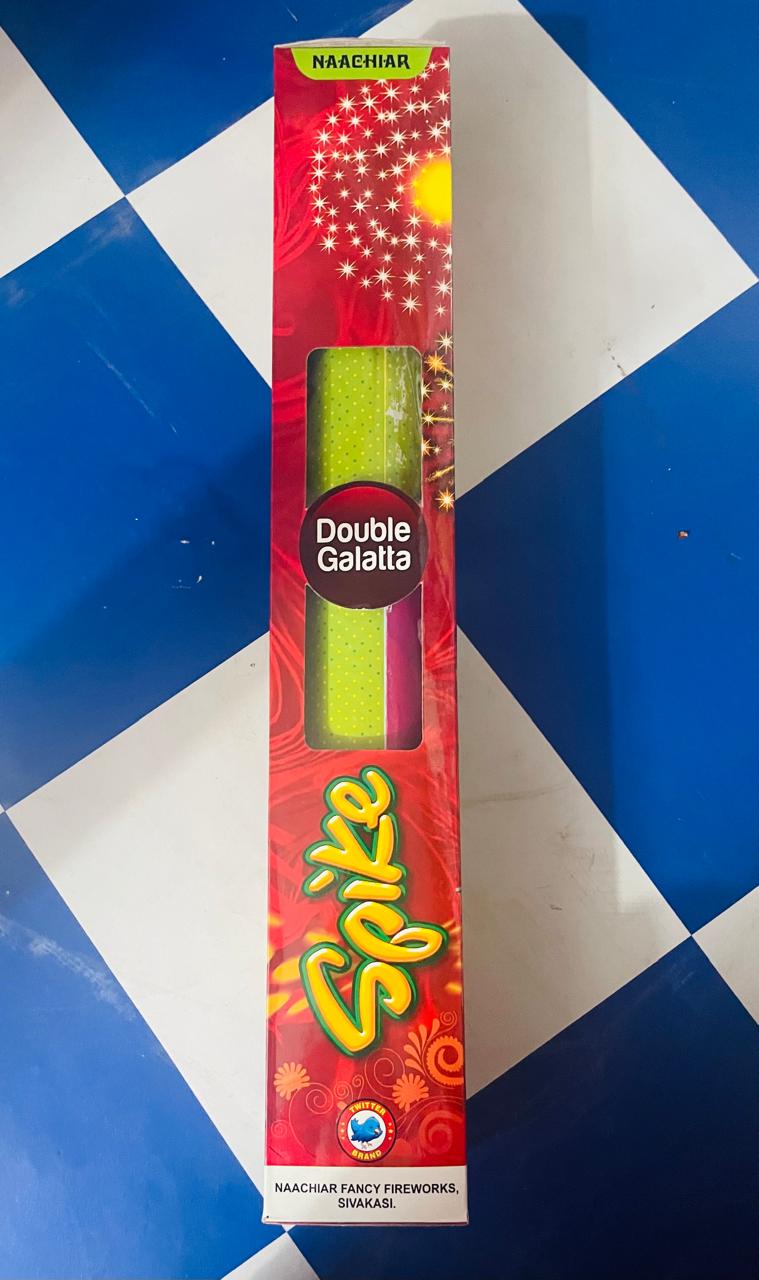 NAACHIAR
Double
Galatta
Spike
TWITTER
BRAND
NAACHIAR FANCY FIREWORKS,
SIVAKASI.